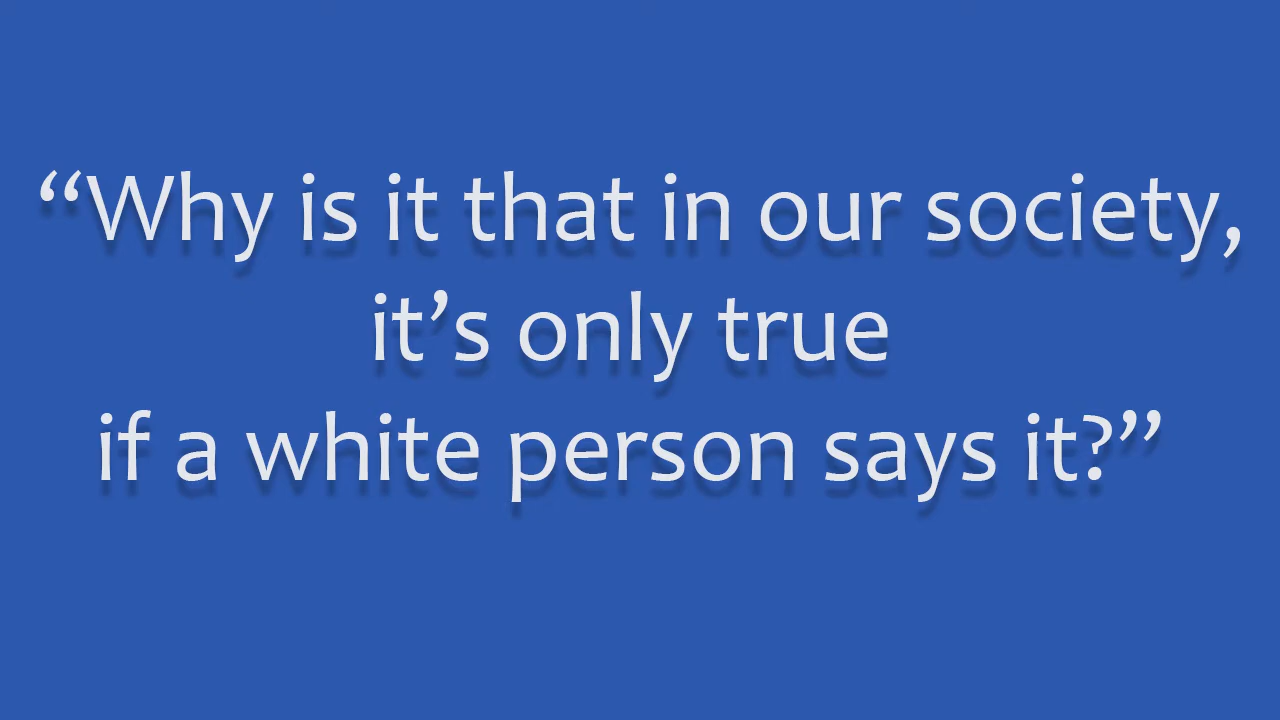 “Why is it that in our society,
it’s only true
if a white person says it?”